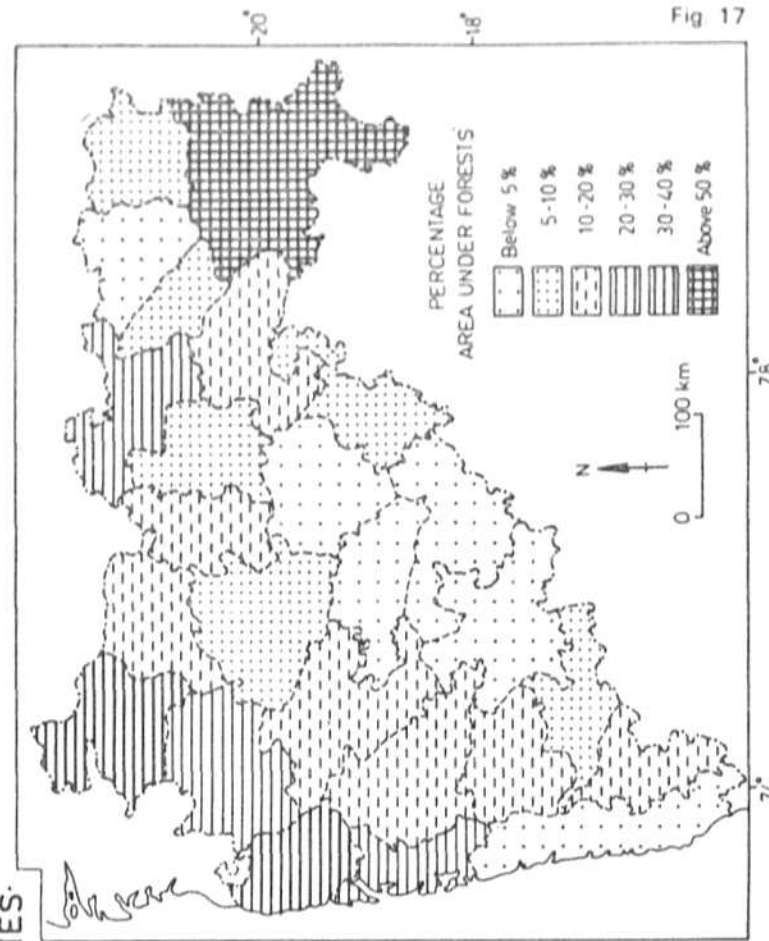 Fig. 17
ES.
20°
18°
PERCENTAGE
AREA UNDER FORESTS
Below 5 %
5-10 %
10-20%
20-30 %
30-40 %
Above 50 %
N
0 100 km
78°